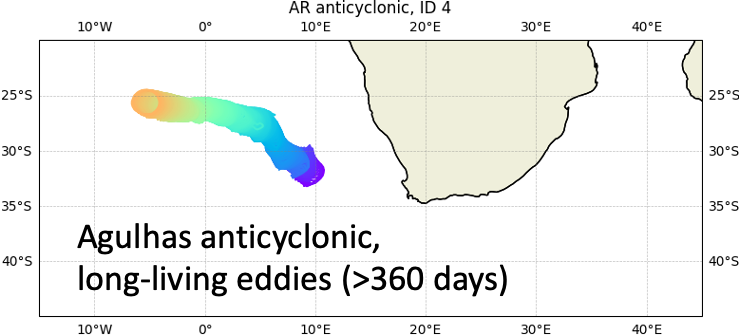 AR anticyclonic, ID 4
10°W 0° 10°E 20°E 30°E 40°E
25°S 25°S
30°S 30°S
35°S 35°S
Agulhas anticyclonic,
40°S 40°S
long-living eddies (>360 days)
10°W 0° 10°E 20°E 30°E 40°E